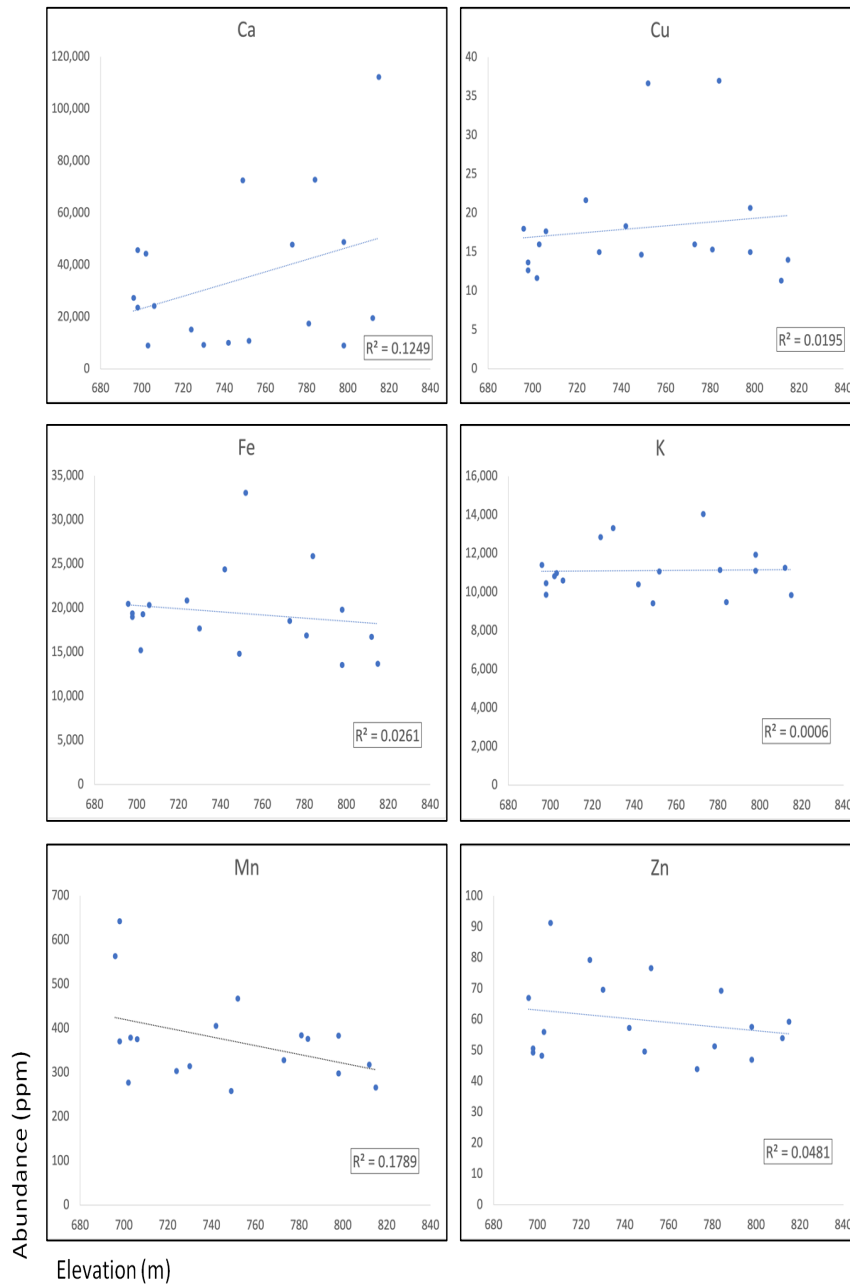 Ca
120,000
100,000
80,000
60,000
40,000
20,000
0
680 700 720 740 760 780 800 820 840
R² = 0.1249
Cu
40
35
30
25
20
15
10
5
0
680 700 720 740 760 780 800 820 840
R² = 0.0195
Fe
35,000
30,000
25,000
20,000
15,000
10,000
5,000
0
680 700 720 740 760 780 800 820 840
R² = 0.0261
K
16,000
14,000
12,000
10,000
8,000
6,000
4,000
2,000
0
680 700 720 740 760 780 800 820 840
R² = 0.0006
Mn
700
600
500
400
300
200
100
0
680 700 720 740 760 780 800 820 840
R² = 0.1789
Zn
100
90
80
70
60
50
40
30
20
10
0
680 700 720 740 760 780 800 820 840
R² = 0.0481
Abundance (ppm)
Elevation (m)